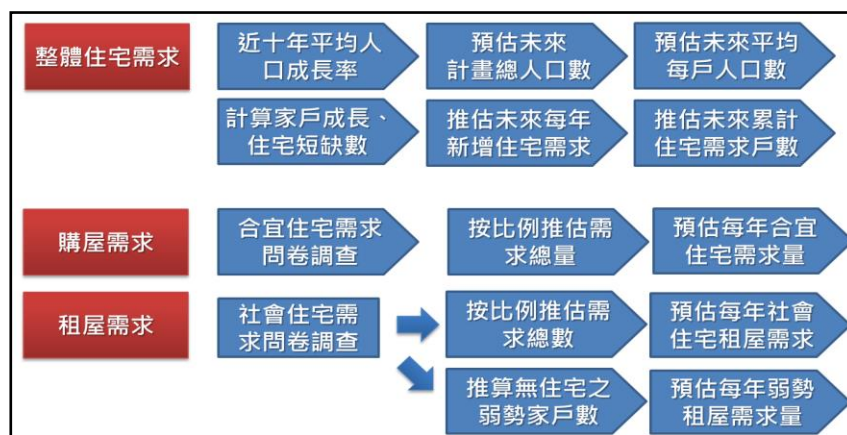 整體住宅需求
近十年平均人
口成長率
預估未來
計畫總人口數
預估未來平均
每戶人口數
計算家戶成長、
住宅短缺數
推估未來每年
新增住宅需求
推估未來累計
住宅需求戶數
購屋需求
合宜住宅需求
問卷調查
按比例推估需
求總量
預估每年合宜
住宅需求量
租屋需求
社會住宅需
求問卷調查
按比例推估需
求總數
預估每年社會
住宅租屋需求
推算無住宅之
弱勢家戶數
預估每年弱勢
租屋需求量